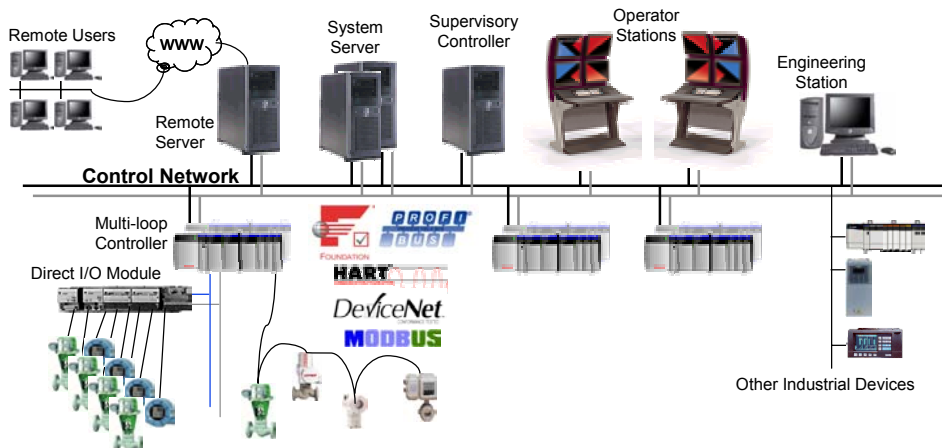 Remote Users
WWW
Remote
Server
System
Server
Supervisory
Controller
Operator
Stations
Engineering
Station
Control Network
Multi-loop
Controller
Direct I/O Module
FOUNDATION
PROFI
BUS
HART
DeviceNet
MODBUS
Other Industrial Devices